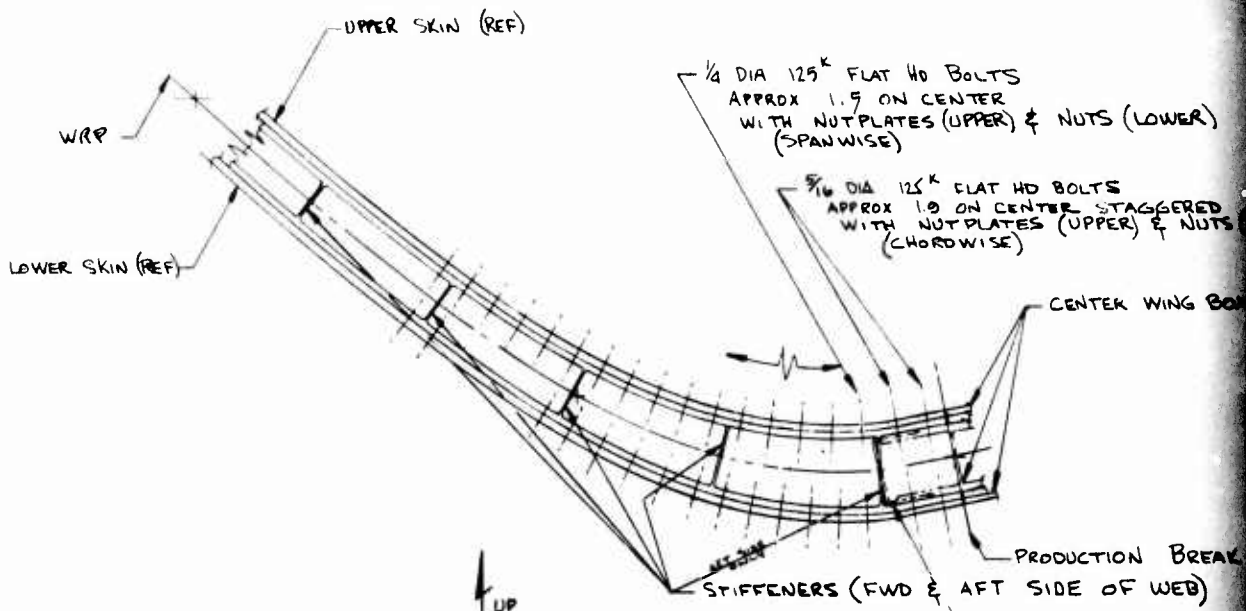 UPPER SKIN (REF)
1/4 DIA 125K FLAT HD BOLTS
APPROX 1.5 ON CENTER
WITH NUTPLATES (UPPER) & NUTS (LOWER)
(SPANWISE)
WRP
5/16 DIA 125K FLAT HD BOLTS
APPROX 1.9 ON CENTER STAGGERED
WITH NUTPLATES (UPPER) & NUTS
(CHORDWISE)
LOWER SKIN (REF)
CENTER WING
PRODUCTION BREAK
AFT SIDE
STIFFENERS (FWD & AFT SIDE OF WEB)
UP